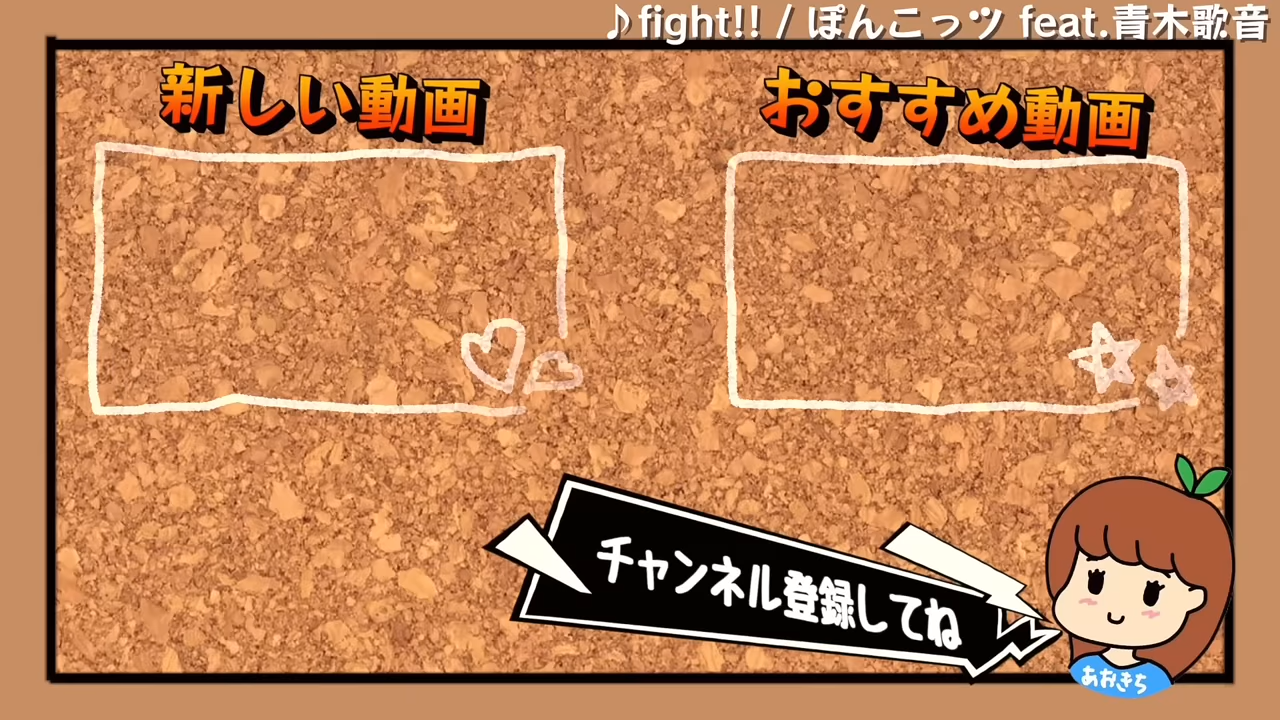 ♪fight!! / ぽんこっツ feat.青木歌音
新しい動画
おすすめ動画
チャンネル登録してね
あおきち